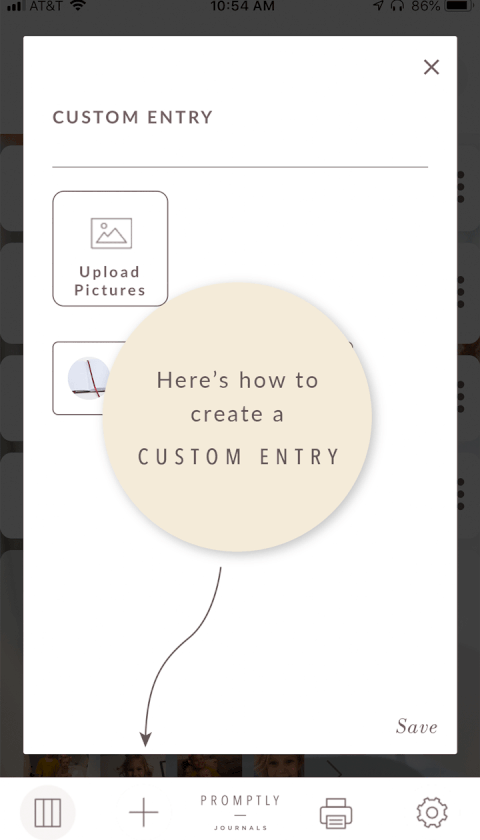 AT&T 10:54 AM 86%
CUSTOM ENTRY
Upload
Pictures
Here’s how to
create a
CUSTOM ENTRY
Save
PROMPTLY
JOURNALS